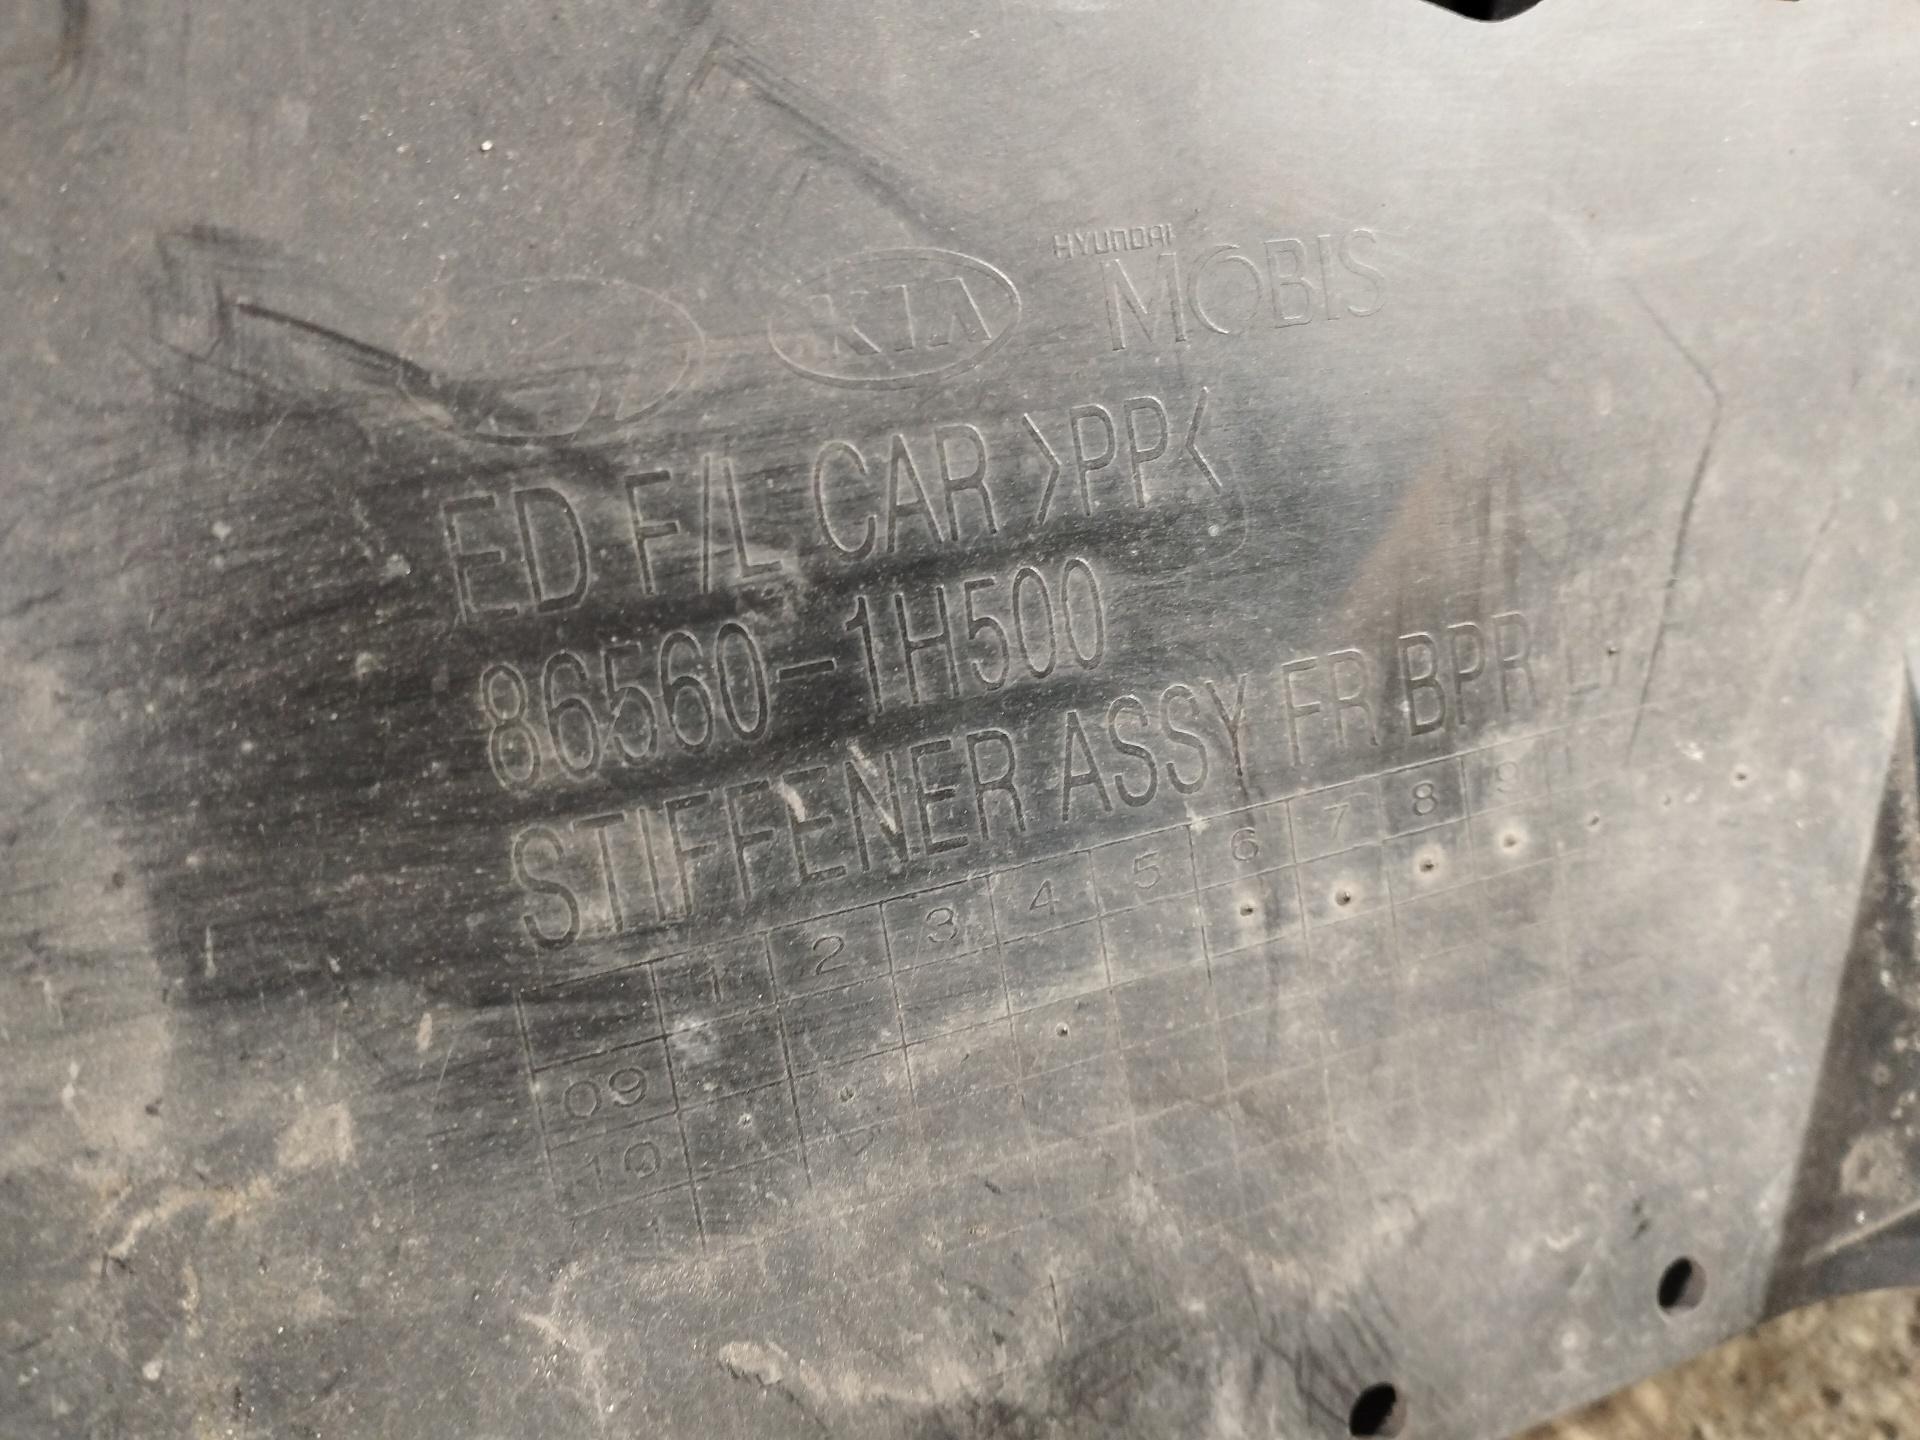 KIA
HYUNDAI
MOBIS
ED F/L CAR >PP<
86560-1H500
STIFFENER ASSY FR BPR
1 2 3 4 5 6 7 8 9
09
10